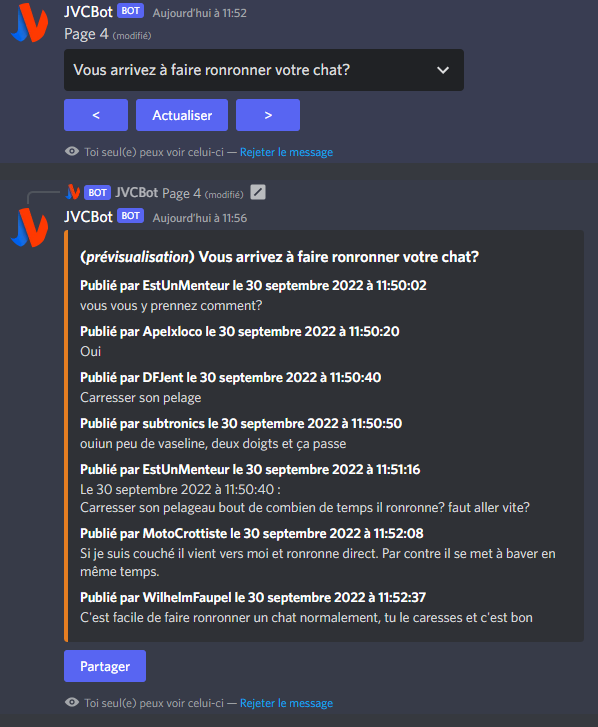 JVCBot BOT Aujourd'hui à 11:52
Page 4 (modifié)
Vous arrivez à faire ronronner votre chat?
< Actualiser >
Toi seul(e) peux voir celui-ci — Rejeter le message
BOT JVCBot Page 4 (modifié)
JVCBot BOT Aujourd'hui à 11:56
(prévisualisation) Vous arrivez à faire ronronner votre chat?
Publié par EstUnMenteur le 30 septembre 2022 à 11:50:02
vous vous y prennez comment?
Publié par Apelxloco le 30 septembre 2022 à 11:50:20
Oui
Publié par DFJent le 30 septembre 2022 à 11:50:40
Carresser son pelage
Publié par subtronics le 30 septembre 2022 à 11:50:50
ouiun peu de vaseline, deux doigts et ça passe
Publié par EstUnMenteur le 30 septembre 2022 à 11:51:16
Le 30 septembre 2022 à 11:50:40 :
Carresser son pelageau bout de combien de temps il ronronne? faut aller vite?
Publié par MotoCrottiste le 30 septembre 2022 à 11:52:08
Si je suis couché il vient vers moi et ronronne direct. Par contre il se met à baver en
même temps.
Publié par WilhelmFaupel le 30 septembre 2022 à 11:52:37
C'est facile de faire ronronner un chat normalement, tu le caresses et c'est bon
Partager
Toi seul(e) peux voir celui-ci — Rejeter le message